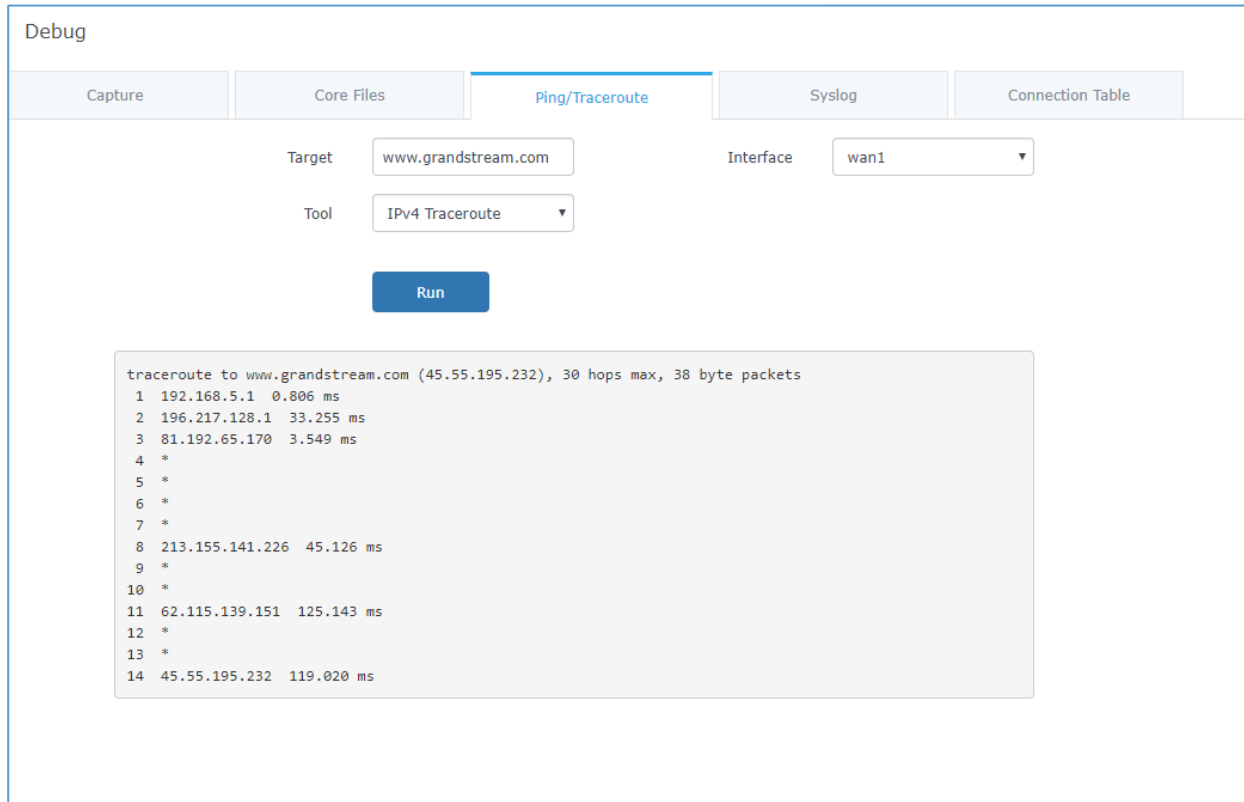 Debug
Capture Core Files Ping/Traceroute Syslog Connection Table
Target www.grandstream.com Interface wan1
Tool IPv4 Traceroute
Run
traceroute to www.grandstream.com (45.55.195.232), 30 hops max, 38 byte packets
1 192.168.5.1 0.806 ms
2 196.217.128.1 33.255 ms
3 81.192.65.170 3.549 ms
4 *
5 *
6 *
7 *
8 213.155.141.226 45.126 ms
9 *
10 *
11 62.115.139.151 125.143 ms
12 *
13 *
14 45.55.195.232 119.020 ms